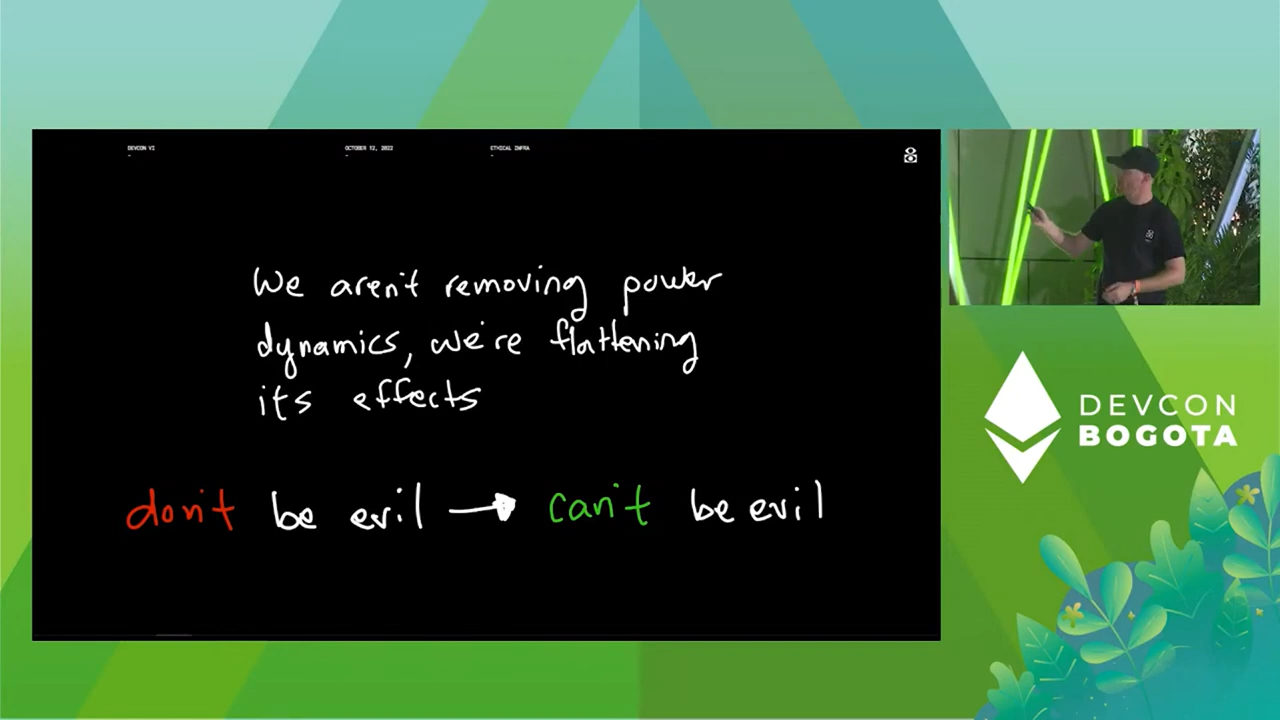 DEVCON VI
OCTOBER 12, 2022
ETHICAL INFRA
We aren't removing power
dynamics, we're flattening
its effects
don't be evil → can't be evil
DEVCON
BOGOTA